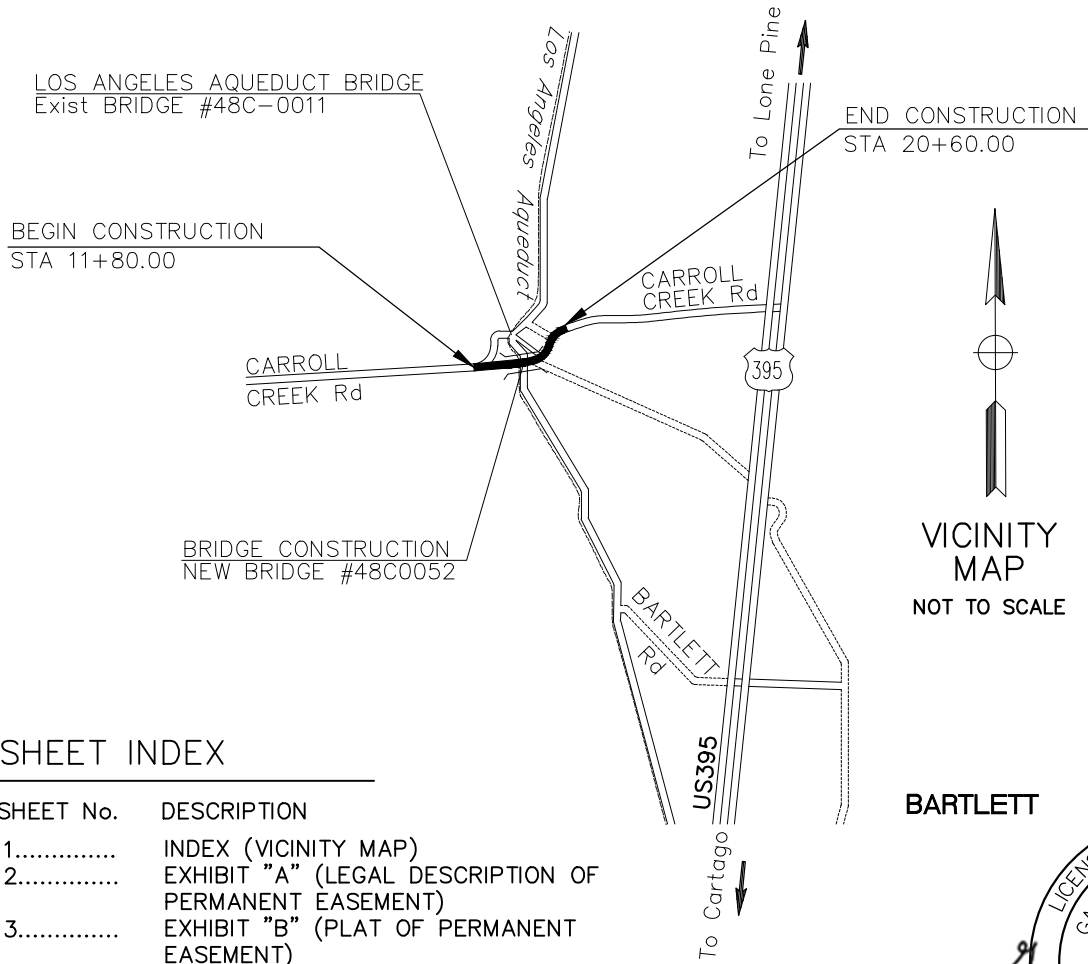 LOS ANGELES AQUEDUCT BRIDGE
Exist BRIDGE #48C-0011
Los Angeles Aqueduct
To Lone Pine
END CONSTRUCTION
STA 20+60.00
BEGIN CONSTRUCTION
STA 11+80.00
CARROLL
CREEK Rd
CARROLL
CREEK Rd
395
BRIDGE CONSTRUCTION
NEW BRIDGE #48C0052
VICINITY
MAP
NOT TO SCALE
BARTLETT
Rd
US395
To Cartago
BARTLETT
SHEET INDEX
SHEET No. DESCRIPTION
1.............. INDEX (VICINITY MAP)
2.............. EXHIBIT "A" (LEGAL DESCRIPTION OF
PERMANENT EASEMENT)
3.............. EXHIBIT "B" (PLAT OF PERMANENT
EASEMENT)